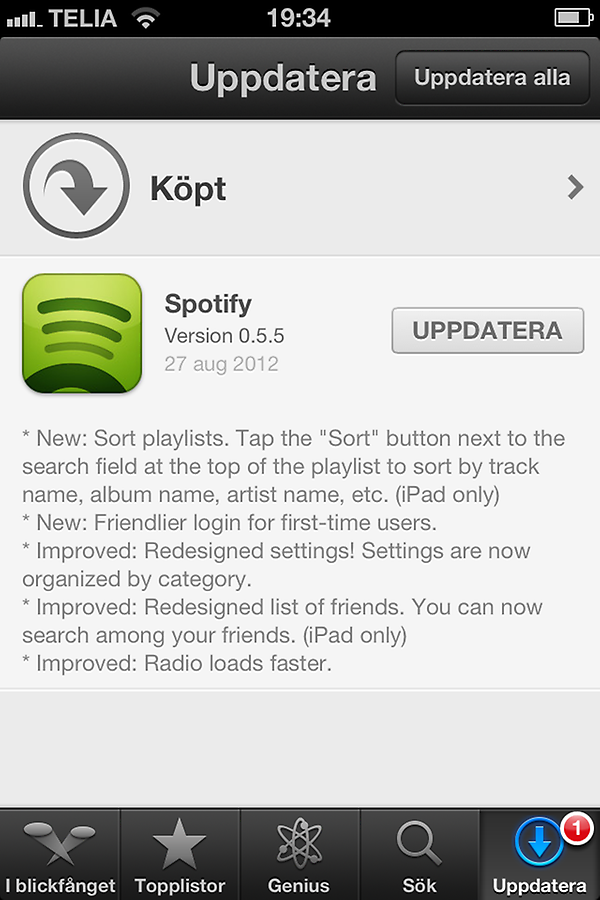 TELIA 19:34
Uppdatera Uppdatera alla
Köpt
Spotify
Version 0.5.5
UPPDATERA
27 aug 2012
* New: Sort playlists. Tap the "Sort" button next to the
search field at the top of the playlist to sort by track
name, album name, artist name, etc. (iPad only)
* New: Friendlier login for first-time users.
* Improved: Redesigned settings! Settings are now
organized by category.
* Improved: Redesigned list of friends. You can now
search among your friends. (iPad only)
* Improved: Radio loads faster.
1
I blickfånget Topplistor Genius Sök Uppdatera